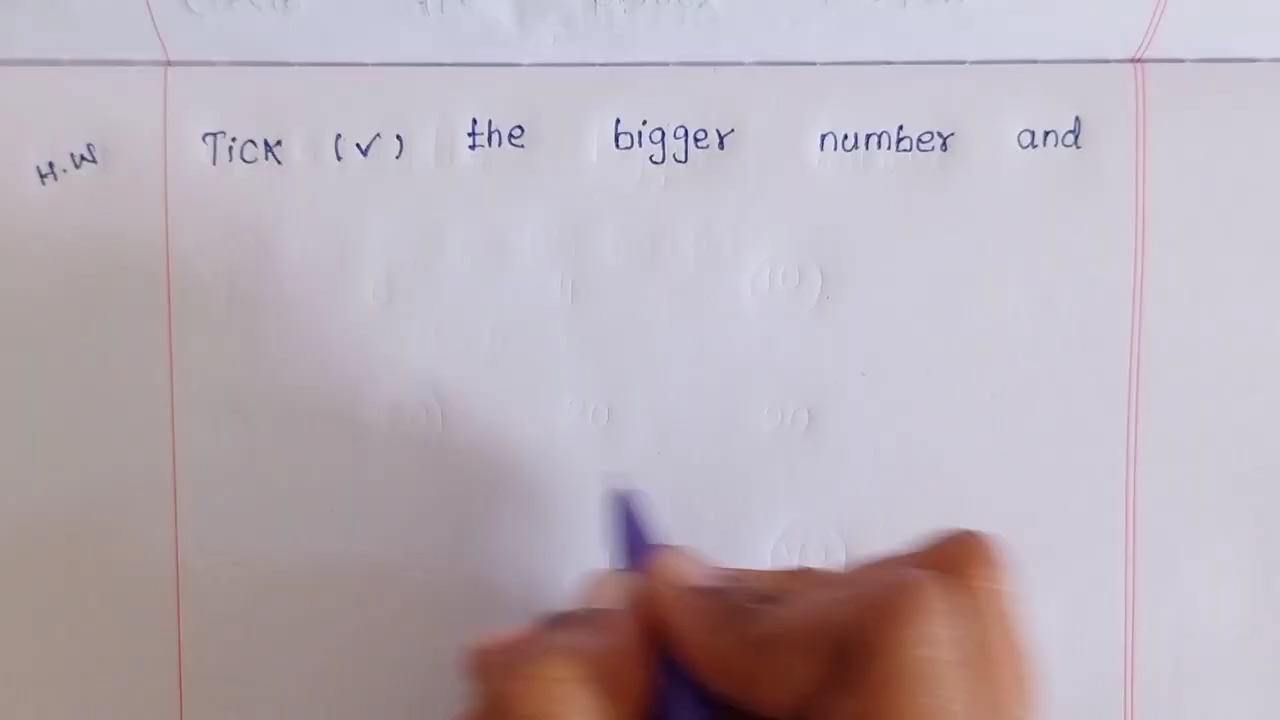 H.W Tick (✓) the bigger number and